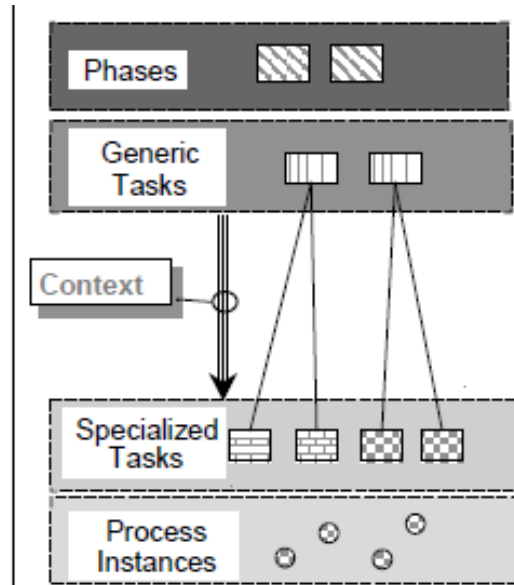 Phases
Generic
Tasks
Context
Specialized
Tasks
Process
Instances